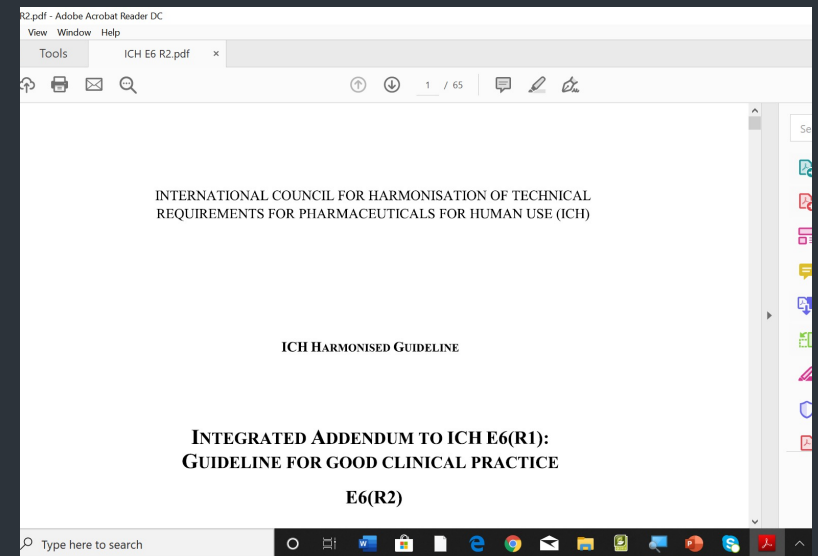 R2.pdf - Adobe Acrobat Reader DC
View Window Help
Tools ICH E6 R2.pdf ×
1 / 65
Se
INTERNATIONAL COUNCIL FOR HARMONISATION OF TECHNICAL
REQUIREMENTS FOR PHARMACEUTICALS FOR HUMAN USE (ICH)
ICH HARMONISED GUIDELINE
INTEGRATED ADDENDUM TO ICH E6(R1):
GUIDELINE FOR GOOD CLINICAL PRACTICE
E6(R2)
Type here to search